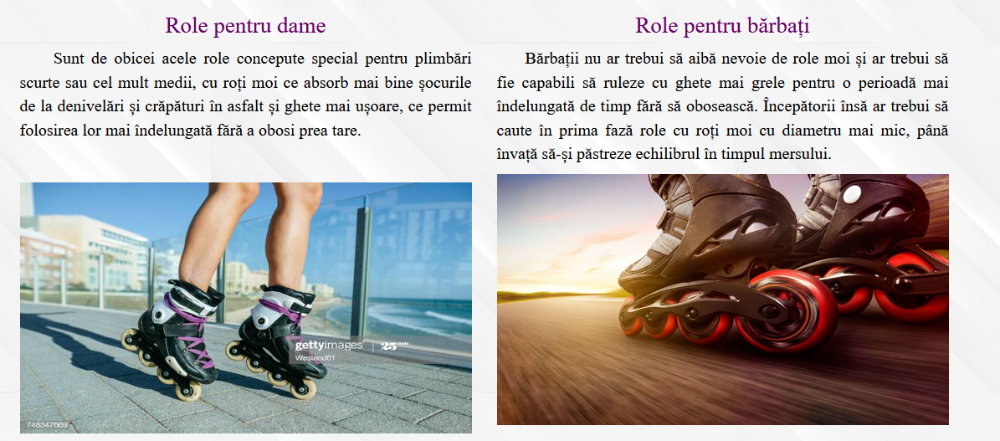 Role pentru dame
Sunt de obicei acele role concepute special pentru plimbări
scurte sau cel mult medii, cu roți moi ce absorb mai bine șocurile
de la denivelări și crăpături în asfalt și ghete mai ușoare, ce permit
folosirea lor mai îndelungată fără a obosi prea tare.
gettyimages
Westend61
748347669
Role pentru bărbați
Bărbații nu ar trebui să aibă nevoie de role moi și ar trebui să
fie capabili să ruleze cu ghete mai grele pentru o perioadă mai
îndelungată de timp fără să obosească. Începătorii însă ar trebui să
caute în prima fază role cu roți moi cu diametru mai mic, până
învață să-și păstreze echilibrul în timpul mersului.